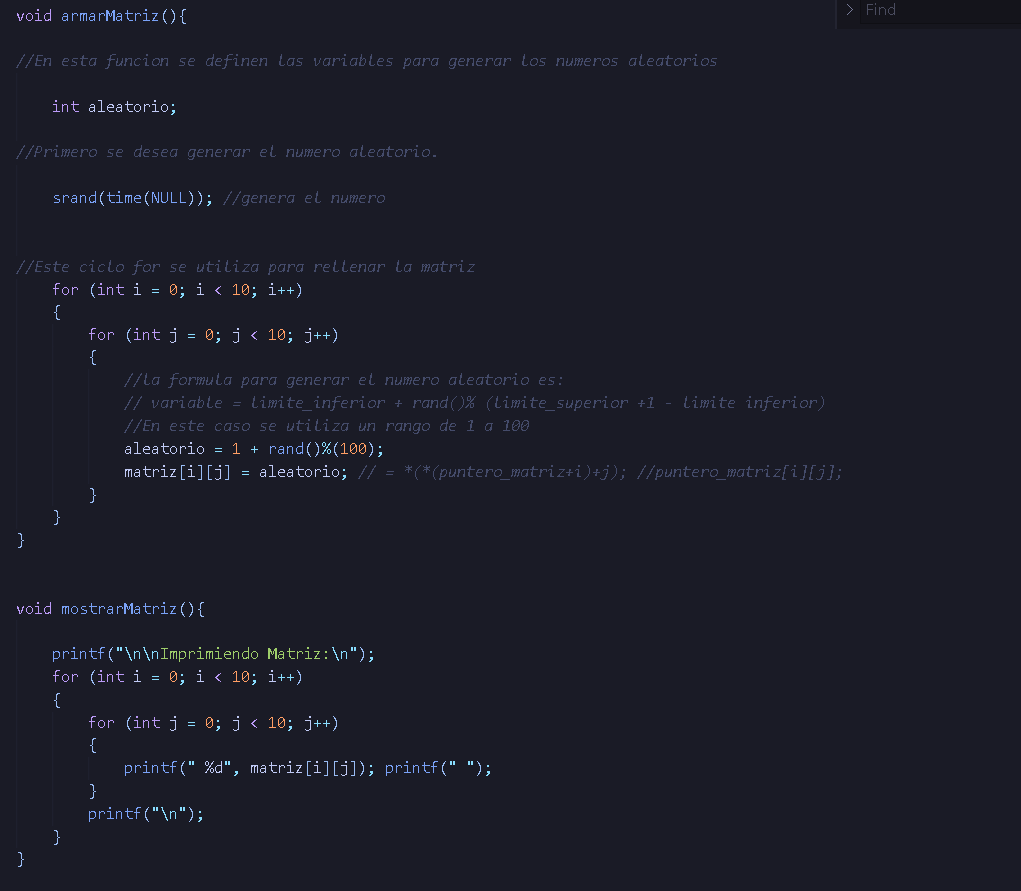 > Find
void armarMatriz(){
//En esta funcion se definen las variables para generar los numeros aleatorios
int aleatorio;
//Primero se desea generar el numero aleatorio.
srand(time(NULL)); //genera el numero
//Este ciclo for se utiliza para rellenar la matriz
for (int i = 0; i < 10; i++)
{
for (int j = 0; j < 10; j++)
{
//la formula para generar el numero aleatorio es:
// variable = limite_inferior + rand()% (limite_superior +1 - limite inferior)
//En este caso se utiliza un rango de 1 a 100
aleatorio = 1 + rand()%(100);
matriz[i][j] = aleatorio; // = *(*(puntero_matriz+i)+j); //puntero_matriz[i][j];
}
}
}
void mostrarMatriz(){
printf("\n\nImprimiendo Matriz:\n");
for (int i = 0; i < 10; i++)
{
for (int j = 0; j < 10; j++)
{
printf(" %d", matriz[i][j]); printf(" ");
}
printf("\n");
}
}